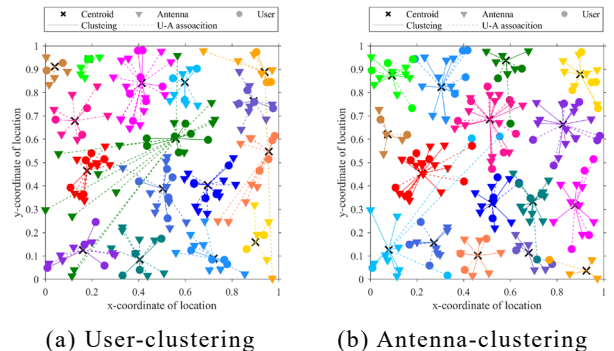 Centroid Antenna User
Clusteing U-A assoacition
Centroid Antenna User
Clusteing U-A assoacition
y-coordinate of location
1
0.9
0.8
0.7
0.6
0.5
0.4
0.3
0.2
0.1
0
0 0.2 0.4 0.6 0.8 1
x-coordinate of location
y-coordinate of location
1
0.9
0.8
0.7
0.6
0.5
0.4
0.3
0.2
0.1
0
0 0.2 0.4 0.6 0.8 1
x-coordinate of location
(a) User-clustering
(b) Antenna-clustering